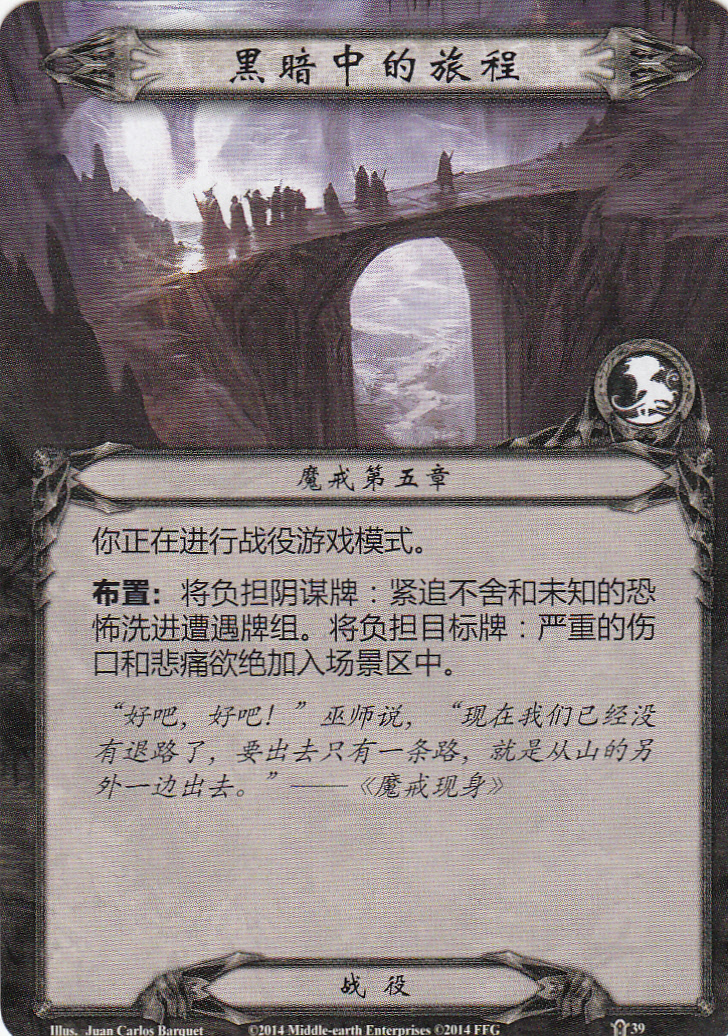 黑暗中的旅程
魔戒第五章
你正在进行战役游戏模式。
布置：将负担阴谋牌：紧追不舍和未知的恐
怖洗进遭遇牌组。将负担目标牌：严重的伤
口和悲痛欲绝加入场景区中。
“好吧，好吧！”巫师说，“现在我们已经没
有退路了，要出去只有一条路，就是从山的另
外一边出去。”——《魔戒现身》
战役
Illus. Juan Carlos Barquet ©2014 Middle-earth Enterprises ©2014 FFG 39